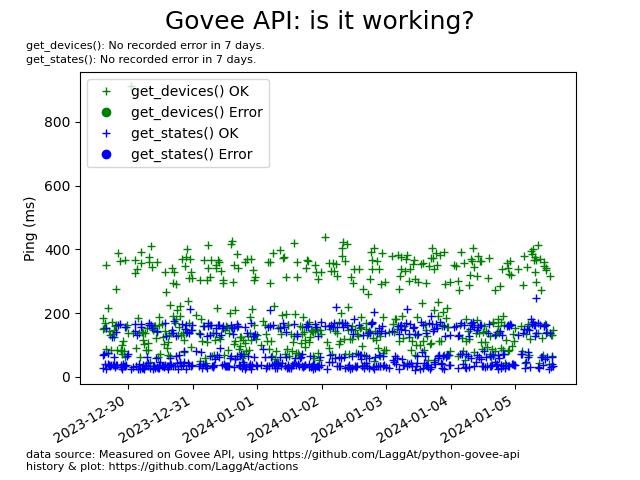 Govee API: is it working?
get_devices(): No recorded error in 7 days.
get_states(): No recorded error in 7 days.
get_devices() OK
get_devices() Error
get_states() OK
get_states() Error
Ping (ms)
800
600
400
200
0
2023-12-30
2023-12-31
2024-01-01
2024-01-02
2024-01-03
2024-01-04
2024-01-05
data source: Measured on Govee API, using https://github.com/LaggAt/python-govee-api
history & plot: https://github.com/LaggAt/actions